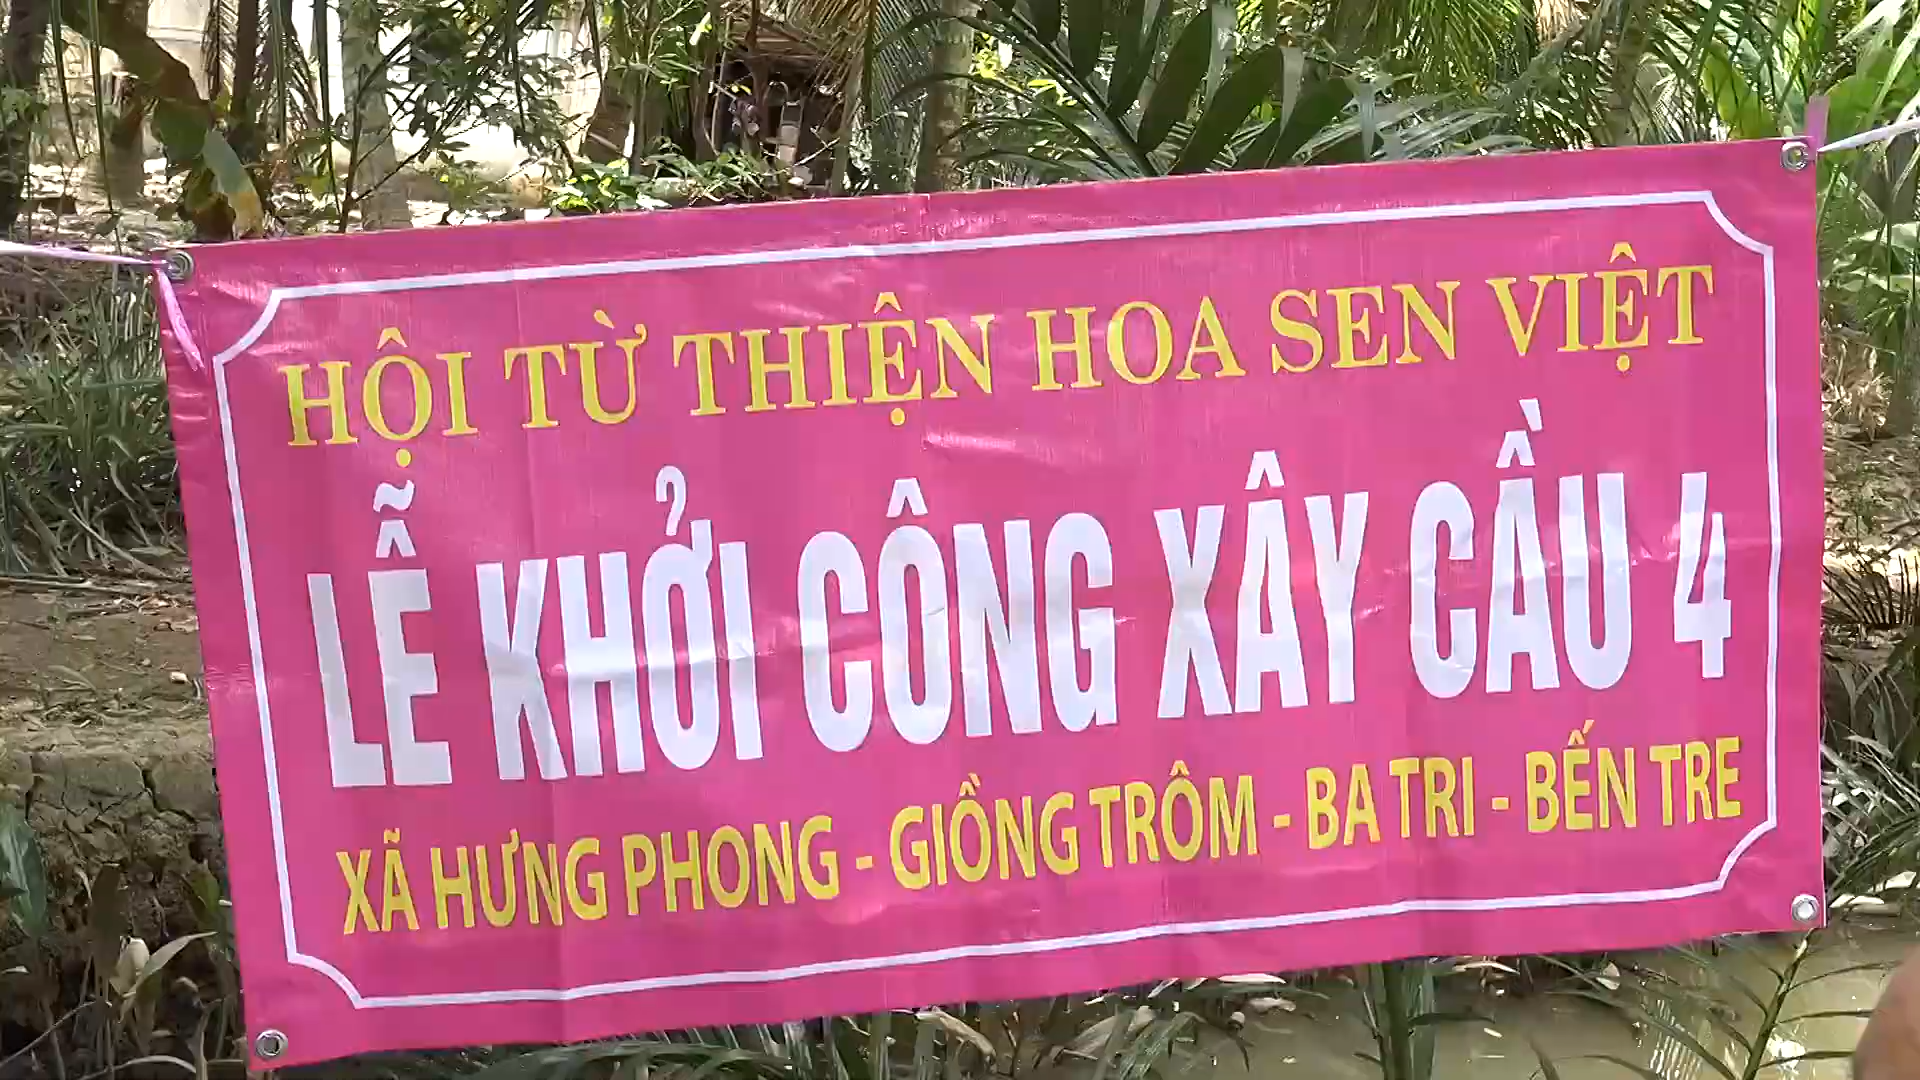 HỘI TỪ THIỆN HOA SEN VIỆT
LỄ KHỞI CÔNG XÂY CẦU 4
XÃ HƯNG PHONG - GIỒNG TRÔM - BA TRI - BẾN TRE